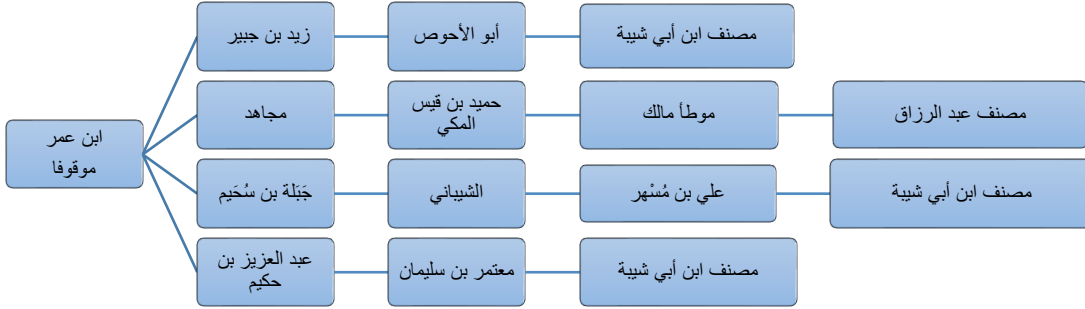 زيد بن جبير
أبو الأحوص
مصنف ابن أبي شيبة
مجاهد
حميد بن قيس
المكي
موطأ مالك
مصنف عبد الرزاق
ابن عمر
موقوفا
جَبَلة بن سُحَيم
الشيباني
علي بن مُسْهر
مصنف ابن أبي شيبة
عبد العزيز بن
حكيم
معتمر بن سليمان
مصنف ابن أبي شيبة